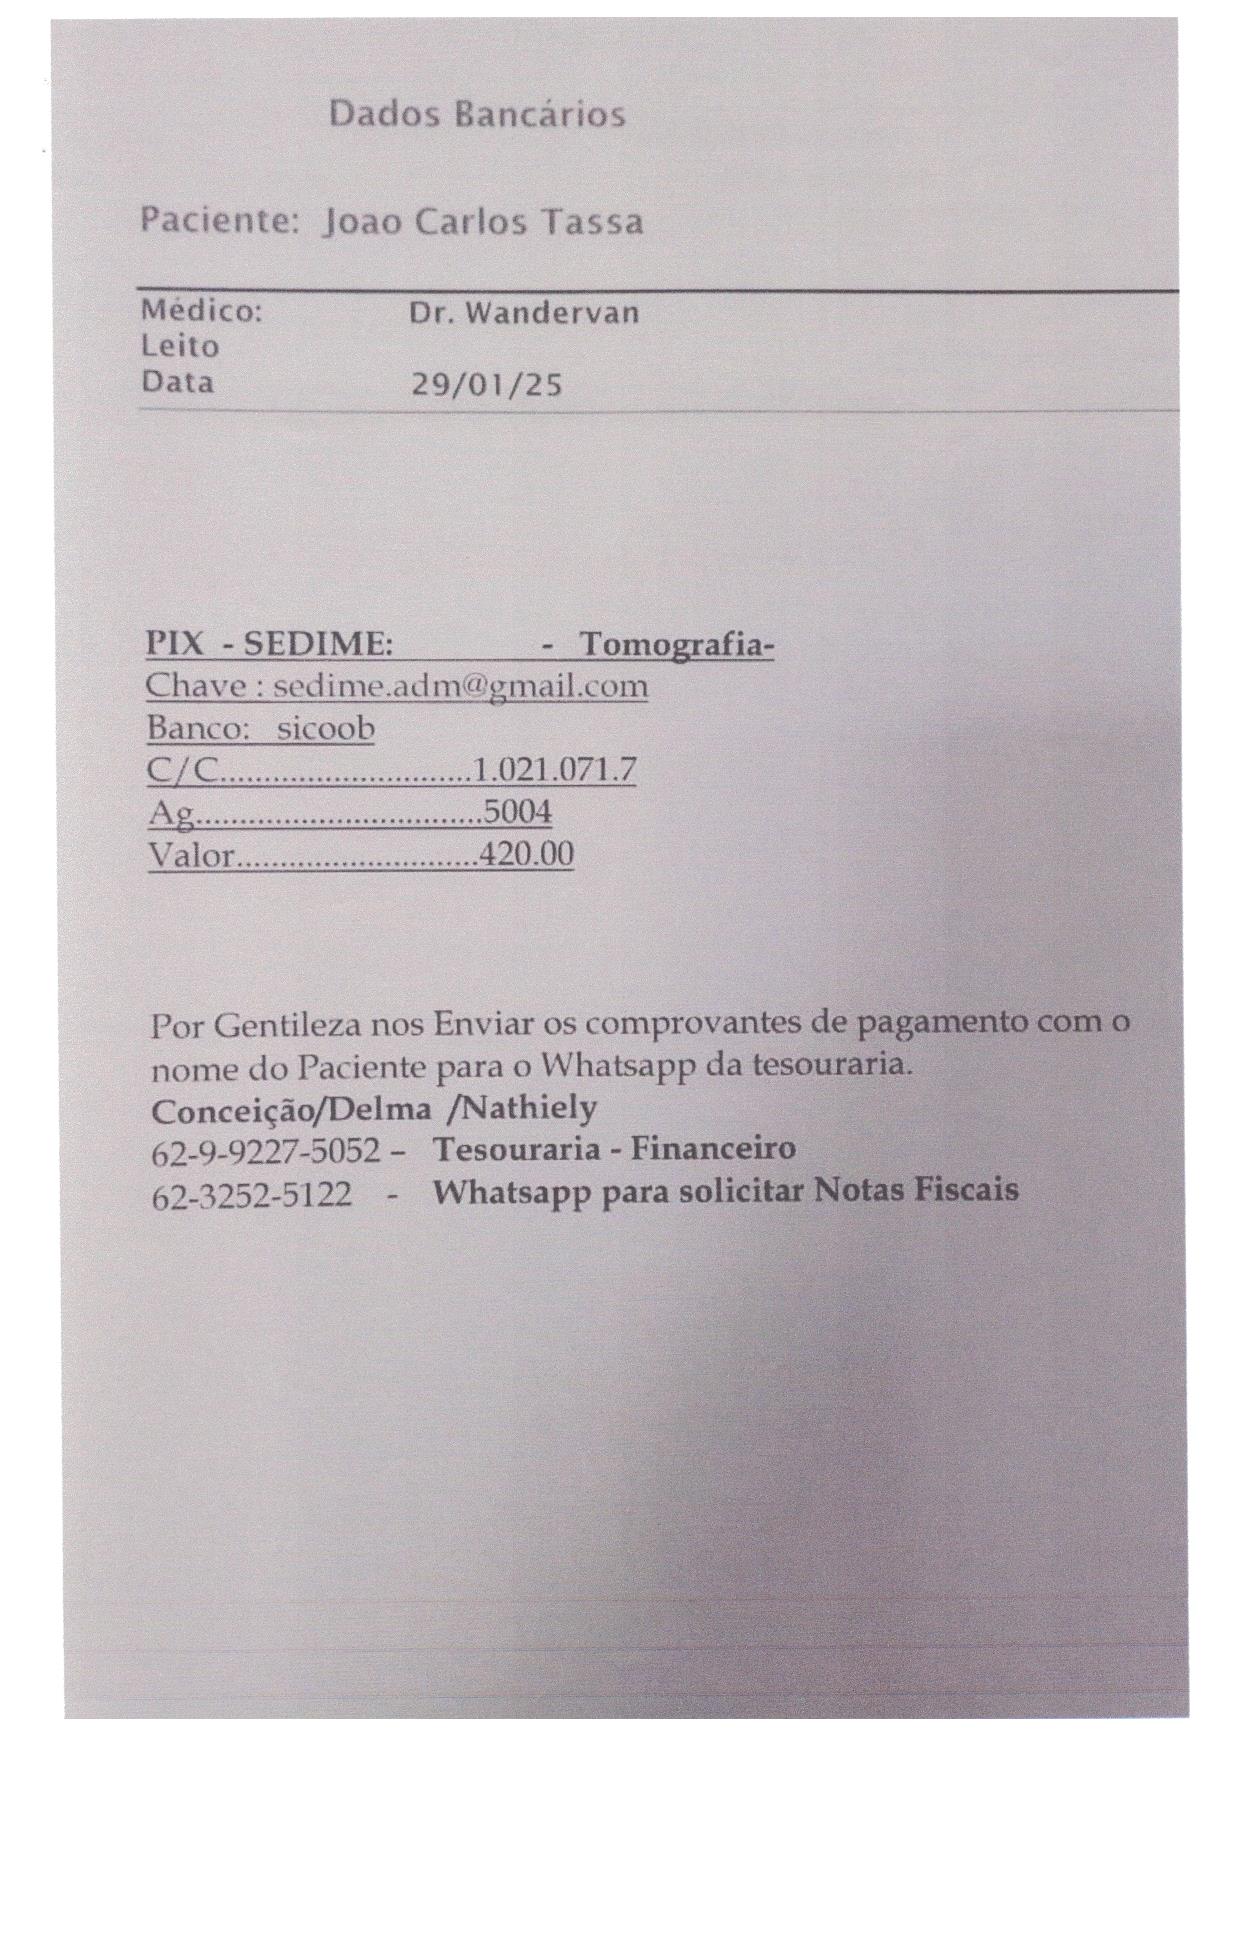 Dados Bancários
Paciente: Joao Carlos Tassa
Médico: Dr. Wandervan
Leito
Data 29/01/25
PIX - SEDIME: - Tomografia-
Chave : sedime.adm@gmail.com
Banco: sicoob
C/C.............................1.021.071.7
Ag.................................5004
Valor............................420.00
Por Gentileza nos Enviar os comprovantes de pagamento com o
nome do Paciente para o Whatsapp da tesouraria.
Conceição/Delma /Nathiely
62-9-9227-5052 – Tesouraria - Financeiro
62-3252-5122 - Whatsapp para solicitar Notas Fiscais